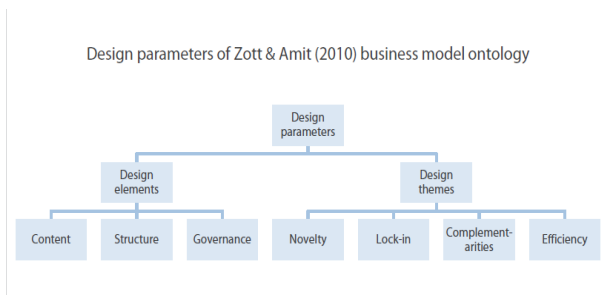 Design parameters of Zott & Amit (2010) business model ontology
Design
parameters
Design
elements
Design
themes
Content
Structure
Governance
Novelty
Lock-in
Complement-
arities
Efficiency